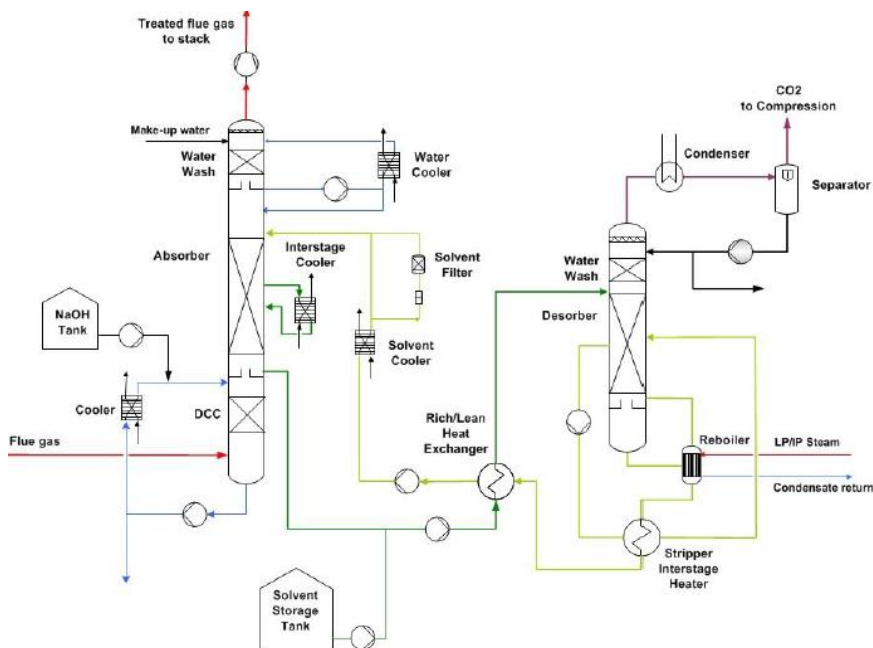 Treated flue gas
to stack
Make-up water
Water
Wash
Water
Cooler
Absorber
Interstage
Cooler
Solvent
Filter
NaOH
Tank
Solvent
Cooler
Cooler
DCC
Flue gas
Rich/Lean
Heat
Exchanger
Solvent
Storage
Tank
CO2
to Compression
Condenser
Separator
Water
Wash
Desorber
Reboiler
LP/IP Steam
Condensate return
Stripper
Interstage
Heater